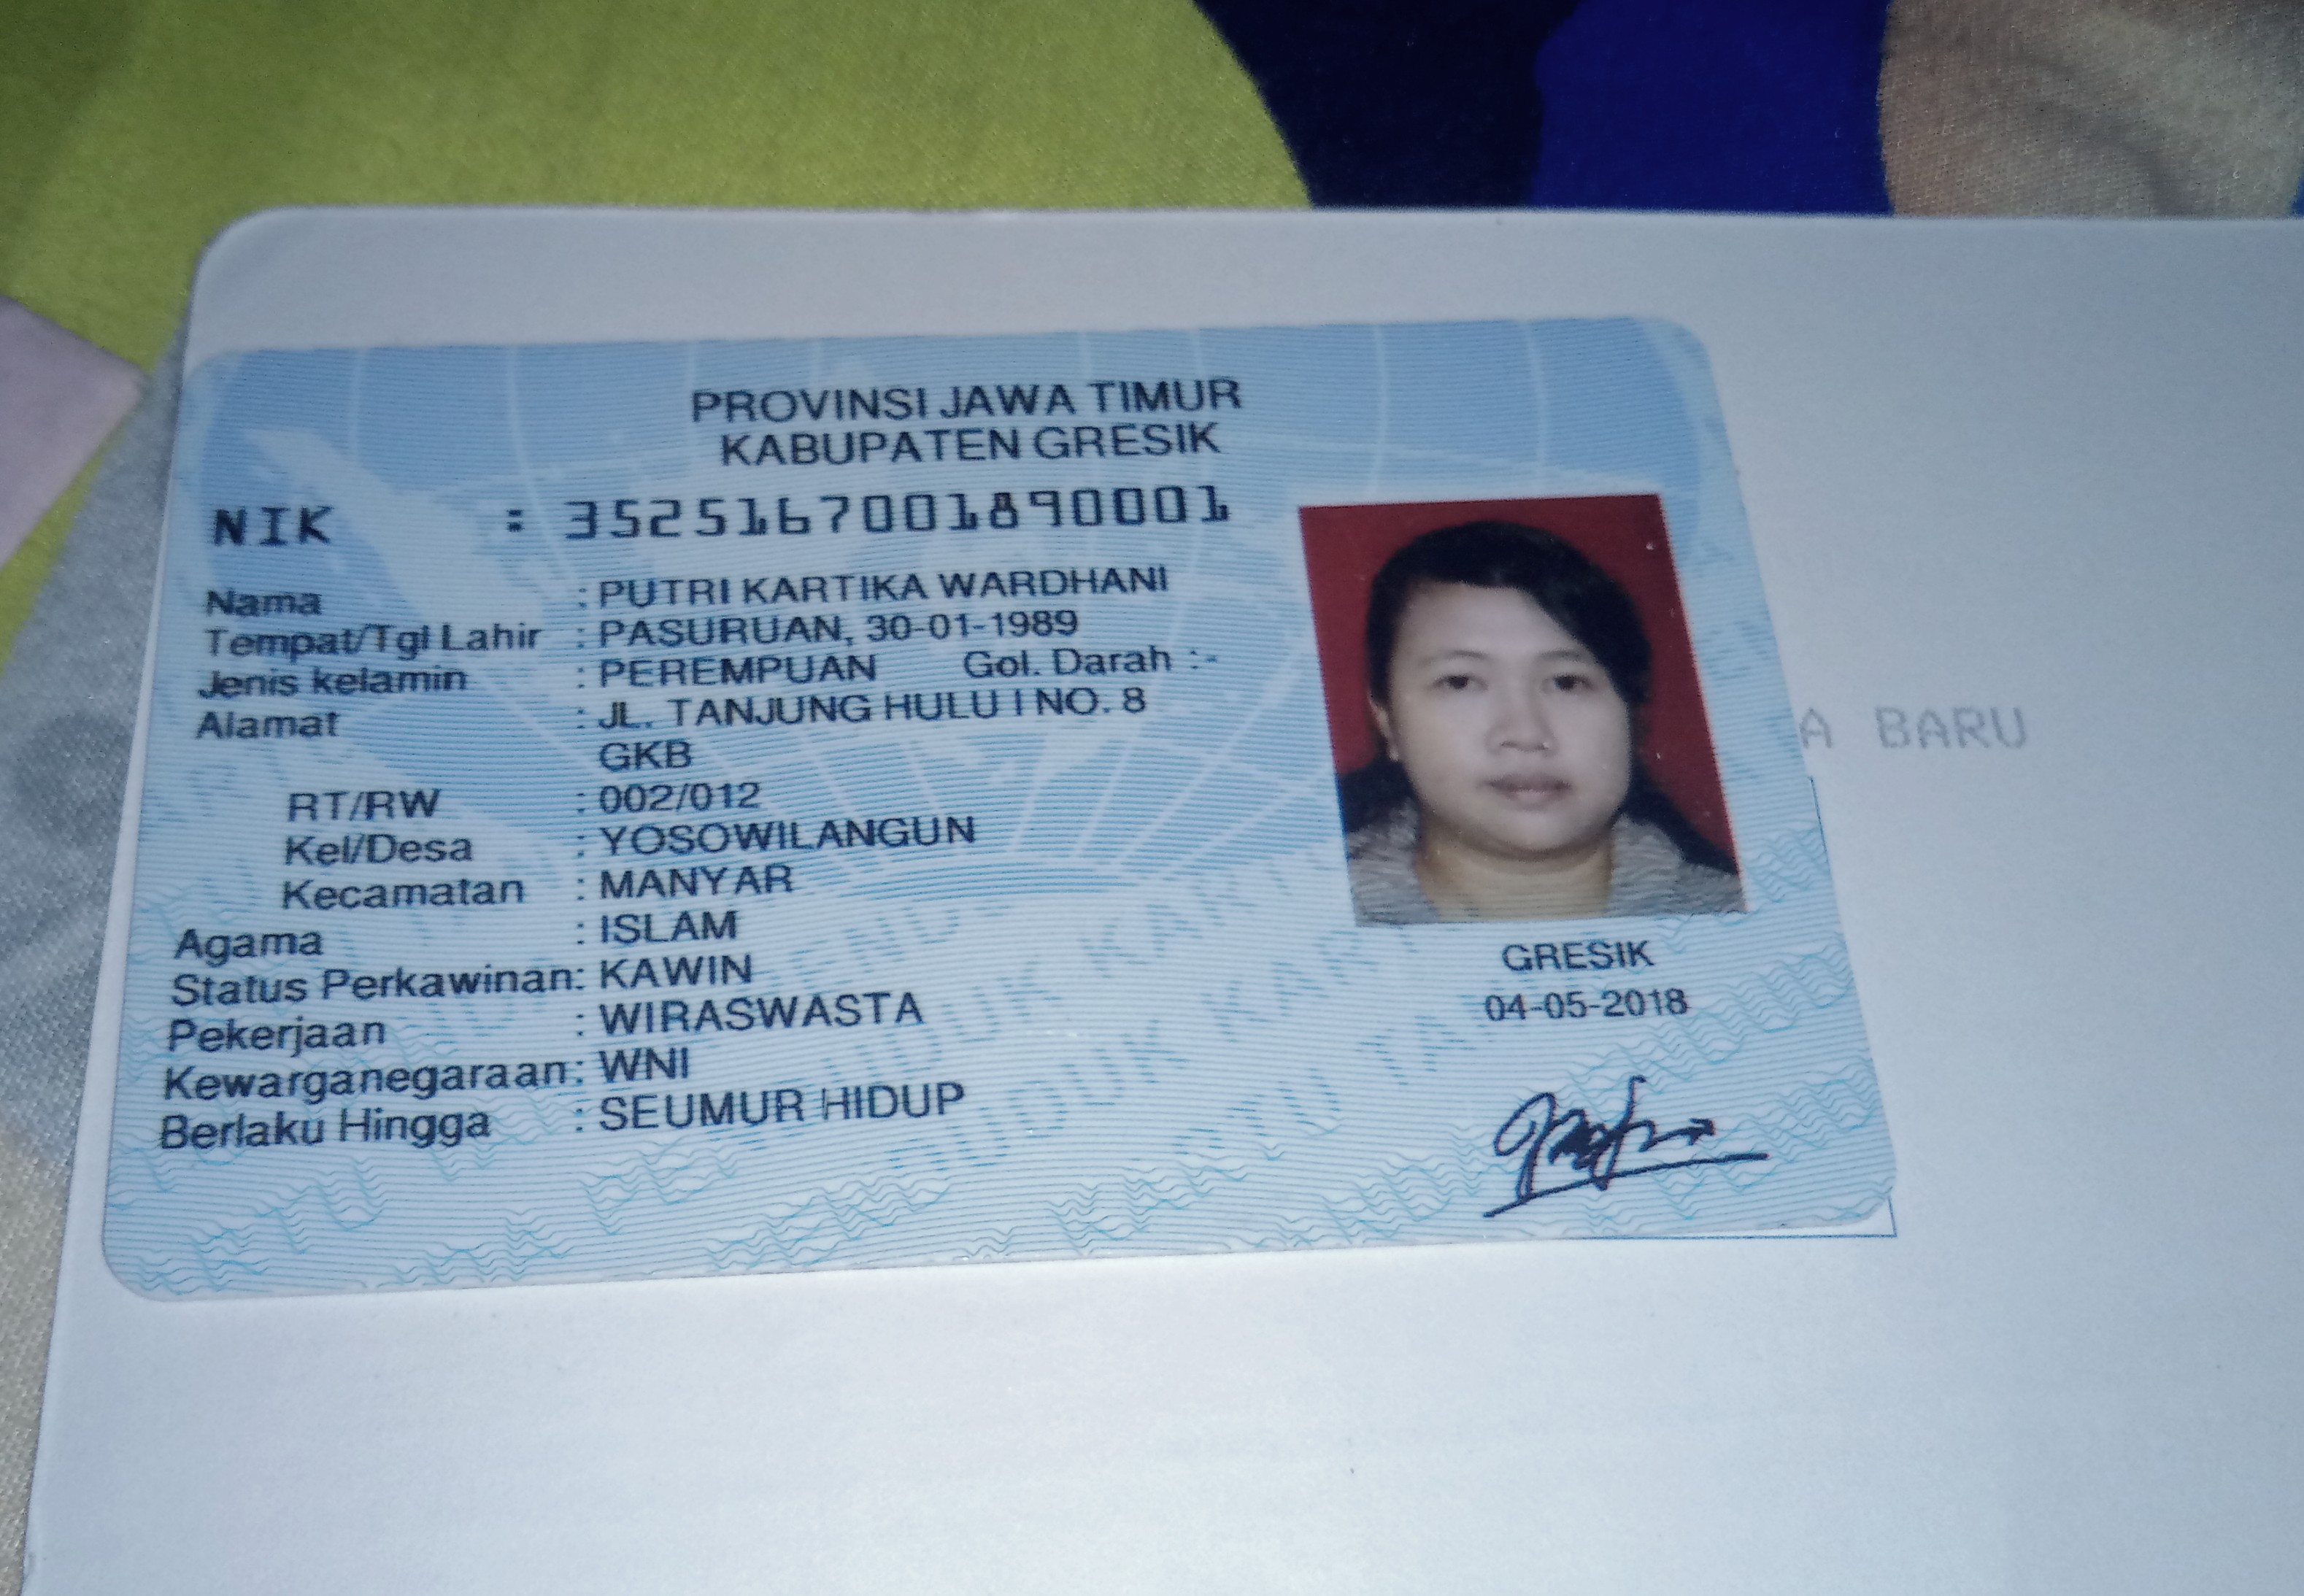 PROVINSI JAWA TIMUR
KABUPATEN GRESIK
NIK : 3525167001890001
Nama : PUTRI KARTIKA WARDHANI
Tempat/Tgl Lahir : PASURUAN, 30-01-1989
Jenis kelamin : PEREMPUAN Gol. Darah :-
Alamat : JL. TANJUNG HULU I NO. 8
GKB
RT/RW : 002/012
Kel/Desa : YOSOWILANGUN
Kecamatan : MANYAR
Agama : ISLAM
Status Perkawinan: KAWIN
Pekerjaan : WIRASWASTA
Kewarganegaraan: WNI
Berlaku Hingga : SEUMUR HIDUP
GRESIK
04-05-2018
A BARU